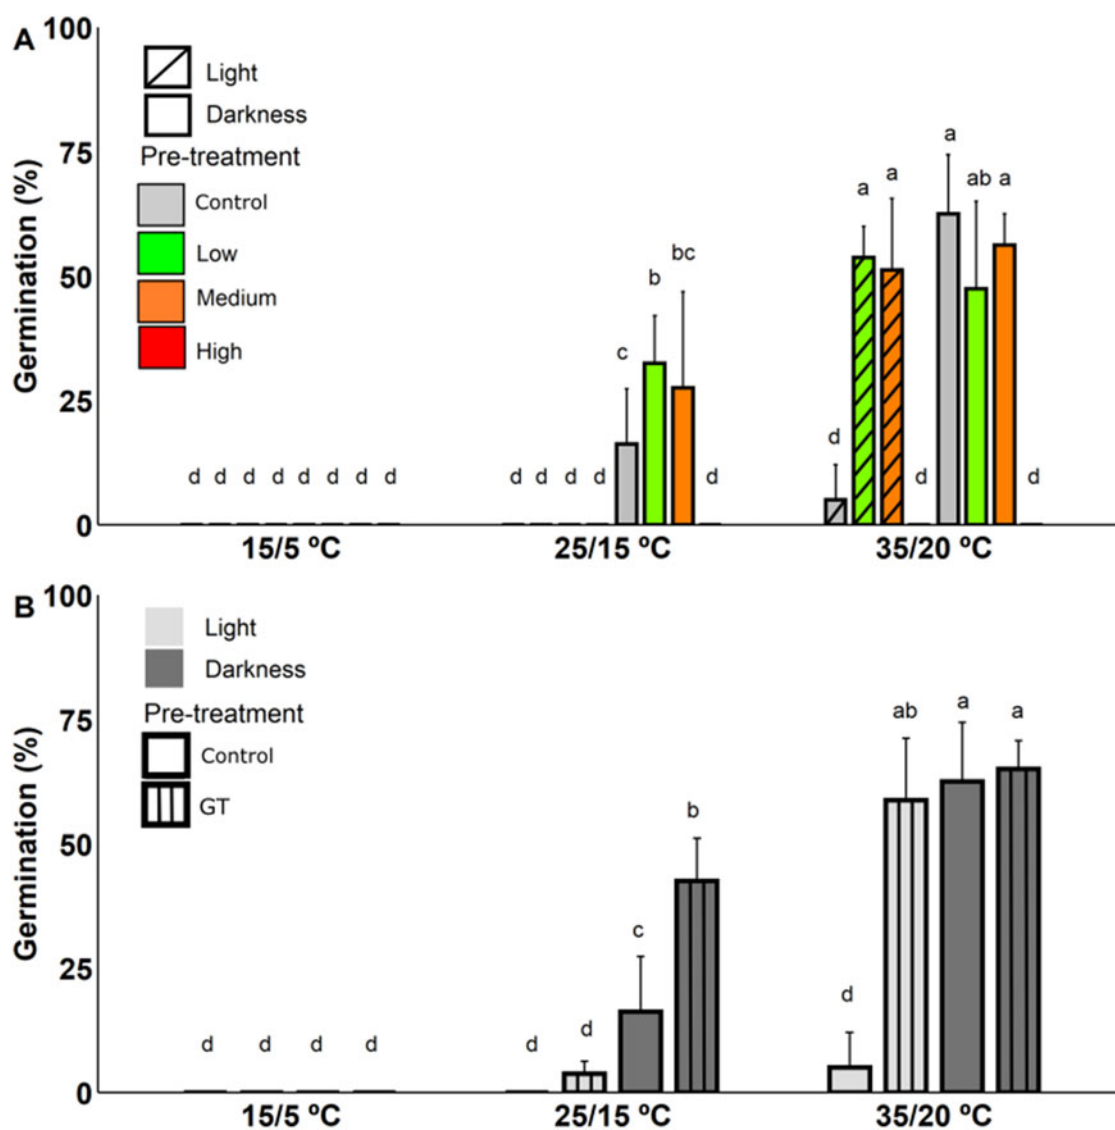 A
100
Light
Darkness
Pre-treatment
Control
Low
Medium
High
75
50
25
0
Germination (%)
d d d d d d d d
d d d d c b bc d
d a a d a ab a d
15/5 ºC 25/15 ºC 35/20 ºC
B
100
Light
Darkness
Pre-treatment
Control
GT
75
50
25
0
Germination (%)
d d d d
d d c b
d ab a a
15/5 ºC 25/15 ºC 35/20 ºC